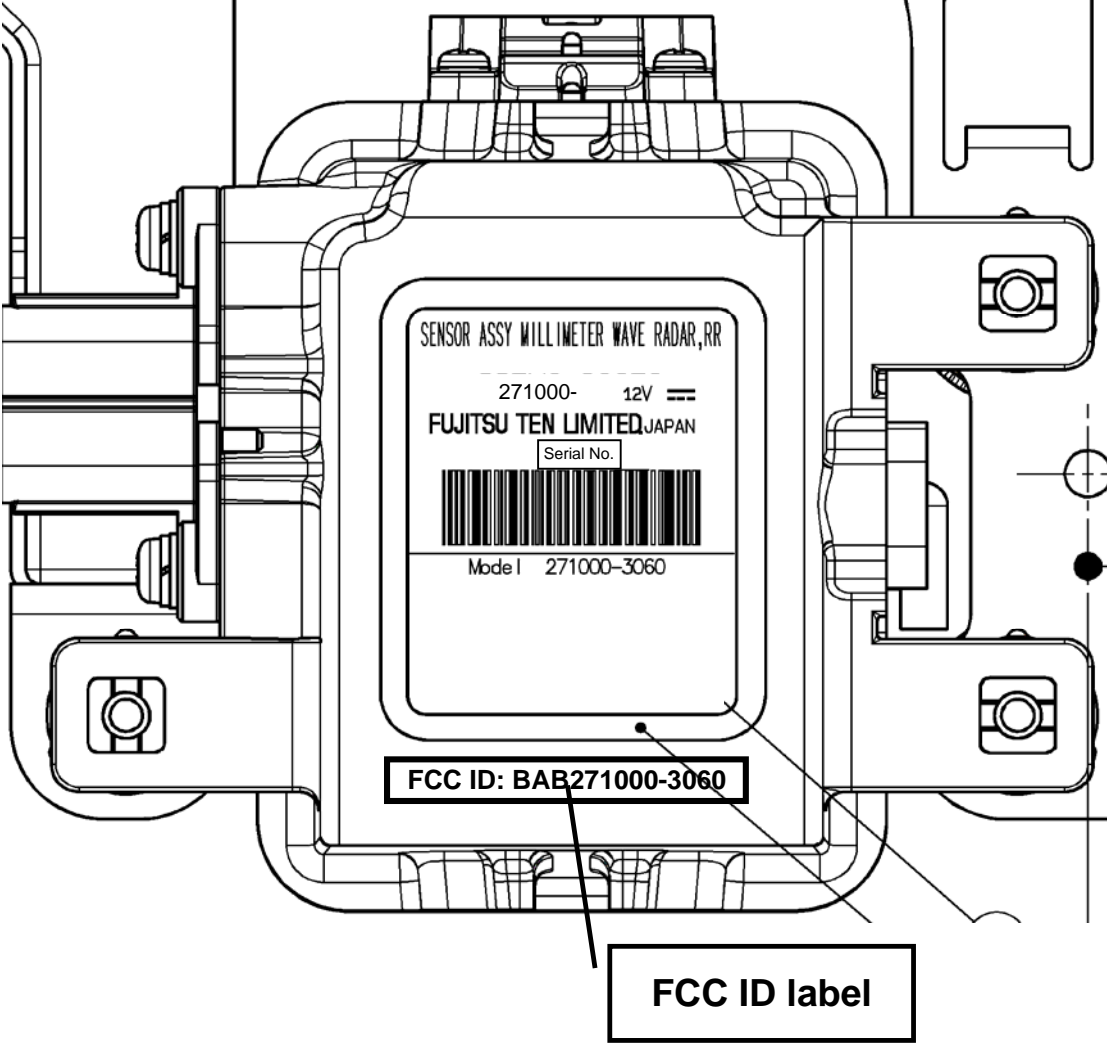 SENSOR ASSY MILLIMETER WAVE RADAR,RR
271000- 12V
FUJITSU TEN LIMITED.JAPAN
Serial No.
Model 271000-3060
FCC ID: BAB271000-3060
FCC ID label